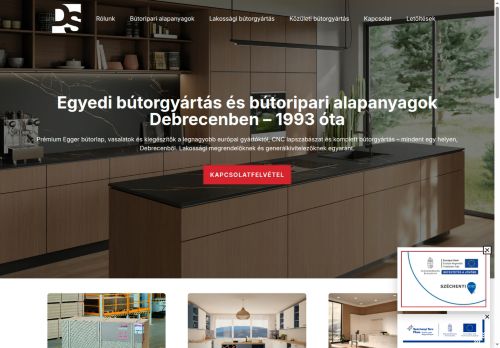 PS
Rólunk
Bútoripari alapanyagok
Lakossági bútorgyártás
Közületi bútorgyártás
Kapcsolat
Letöltések
Egyedi bútorgyártás és bútoripari alapanyagok
Debrecenben – 1993 óta
Prémium Egger bútorlap, vasalatok és kiegészítők a legnagyobb európai gyártóktól, CNC lapszabászat és komplett bútorgyártás – mindent egy helyen,
Debrecenből. Lakossági megrendelőknek és generálkivitelezőknek egyaránt.
KAPCSOLATFELVÉTEL
SZÉCHENYI